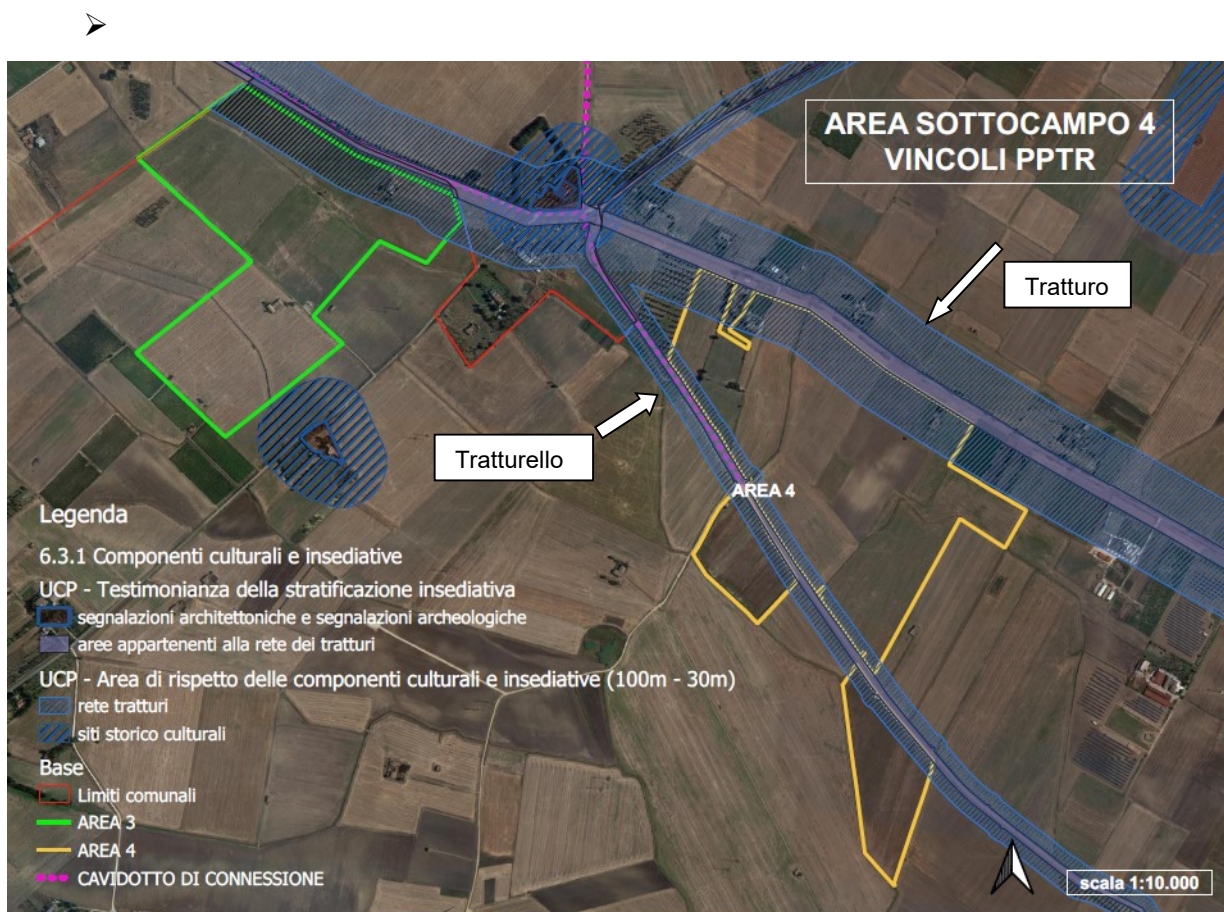 AREA SOTTOCAMPO 4
VINCOLI PPTR
Tratturo
Tratturello
AREA 4
Legenda
6.3.1 Componenti culturali e insediative
UCP - Testimonianza della stratificazione insediativa
segnalazioni architettoniche e segnalazioni archeologiche
aree appartenenti alla rete dei tratturi
UCP - Area di rispetto delle componenti culturali e insediative (100m - 30m)
rete tratturi
siti storico culturali
Base
Limiti comunali
AREA 3
AREA 4
CAVIDOTTO DI CONNESSIONE
scala 1:10.000